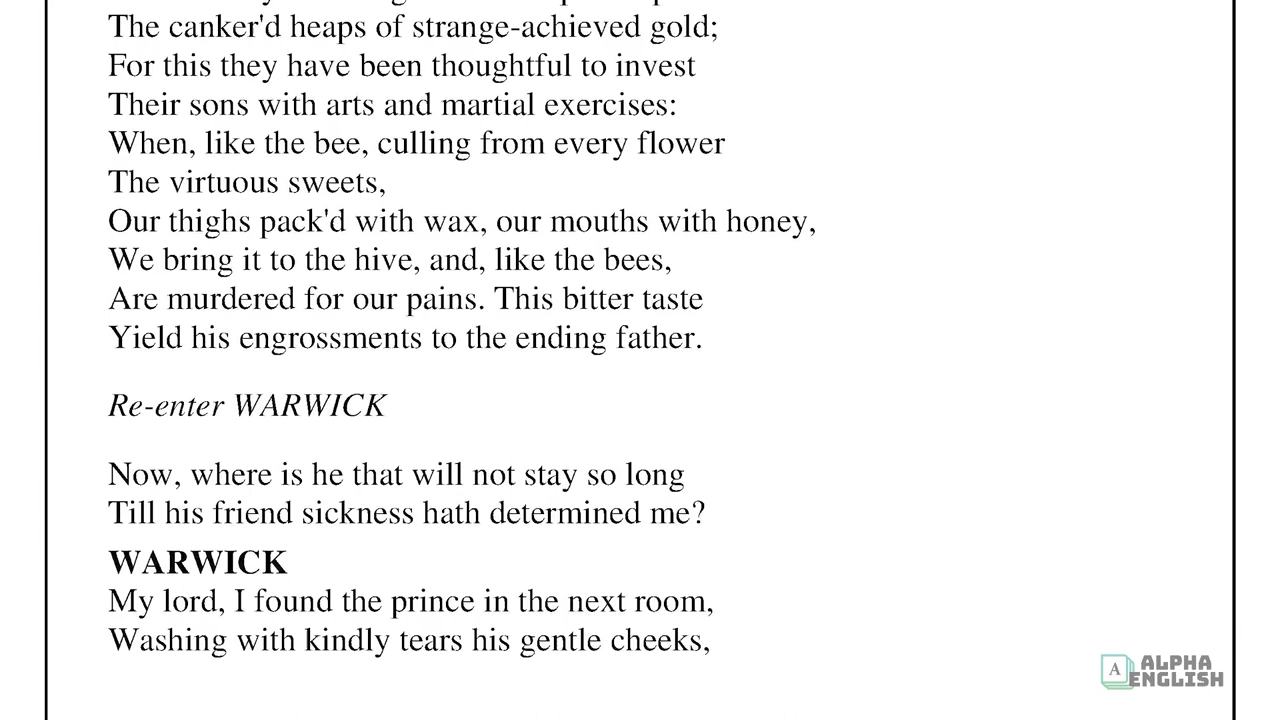 The canker'd heaps of strange-achieved gold;
For this they have been thoughtful to invest
Their sons with arts and martial exercises:
When, like the bee, culling from every flower
The virtuous sweets,
Our thighs pack'd with wax, our mouths with honey,
We bring it to the hive, and, like the bees,
Are murdered for our pains. This bitter taste
Yield his engrossments to the ending father.
Re-enter WARWICK
Now, where is he that will not stay so long
Till his friend sickness hath determined me?
WARWICK
My lord, I found the prince in the next room,
Washing with kindly tears his gentle cheeks,
A ALPHA
ENGLISH